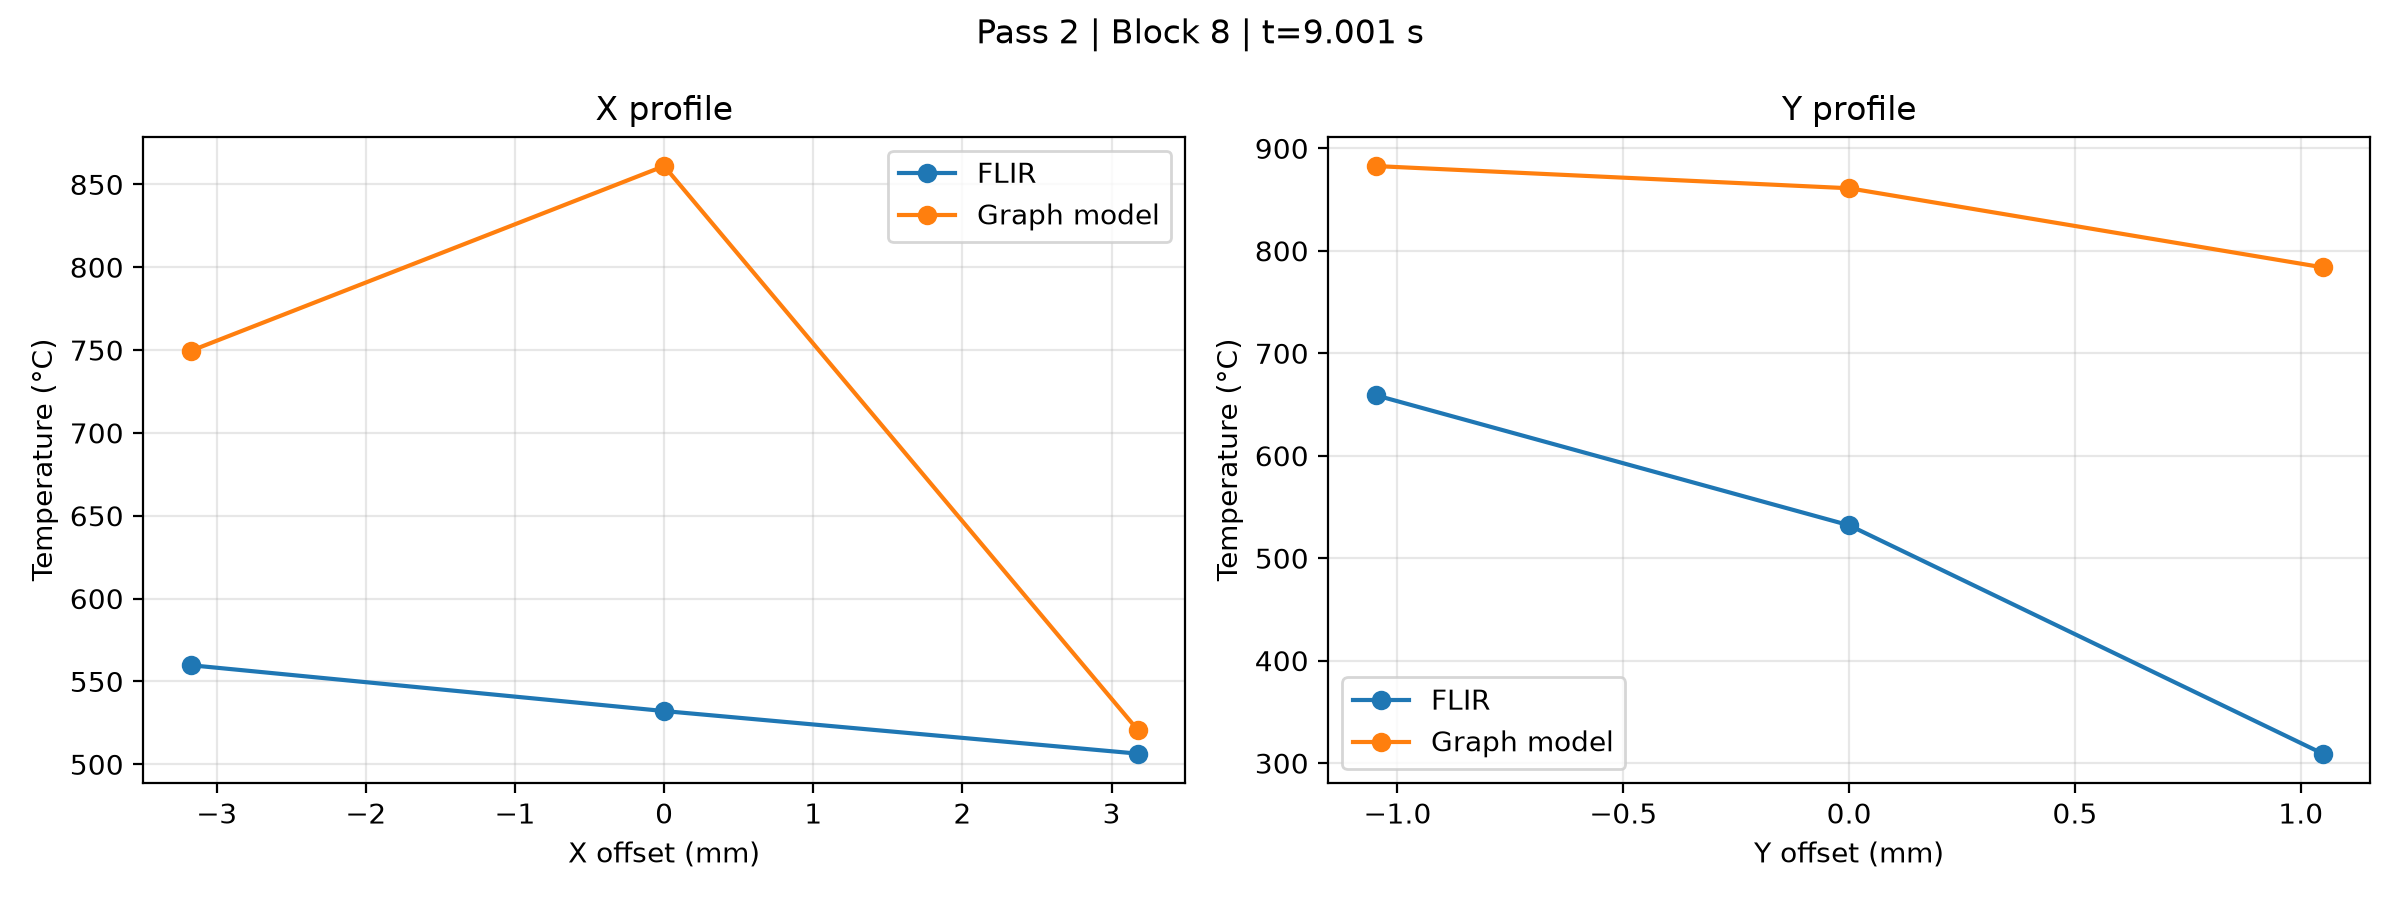 Pass 2 | Block 8 | t=9.001 s
X profile
FLIR
Graph model
850
800
750
700
650
600
550
500
Temperature (°C)
−3
−2
−1
0
1
2
3
X offset (mm)
Y profile
FLIR
Graph model
900
800
700
600
500
400
300
Temperature (°C)
−1.0
−0.5
0.0
0.5
1.0
Y offset (mm)